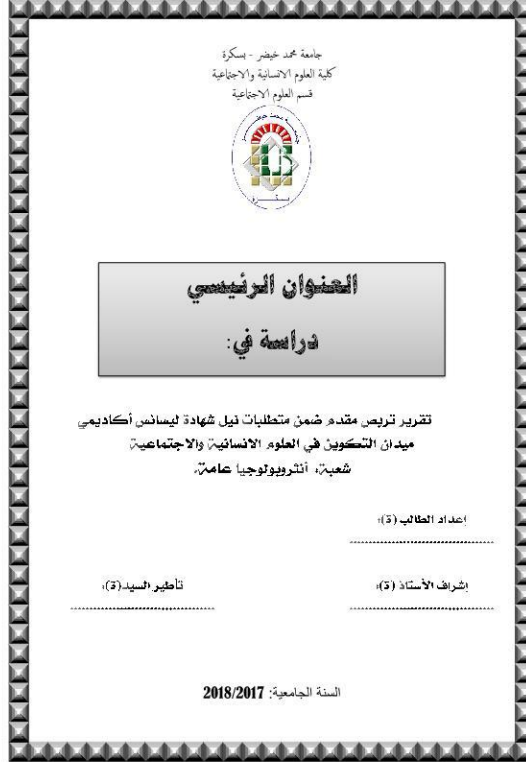 جامعة محمد خيضر - بسكرة
كلية العلوم الانسانية والاجتماعية
قسم العلوم الاجتماعية
بسكرة
العنوان الرئيسي
دراسة في:
تقرير تربص مقدم ضمن متطلبات نيل شهادة ليسانس أكاديمي
ميدان التكوين في العلوم الانسانية والاجتماعية
شعبة، أنثروبولوجيا عامة،
إعداد الطالب (ة):
................................
إشراف الأستاذ (ة): تأطير السيد(ة):
................................ ................................
السنة الجامعية: 2018/2017